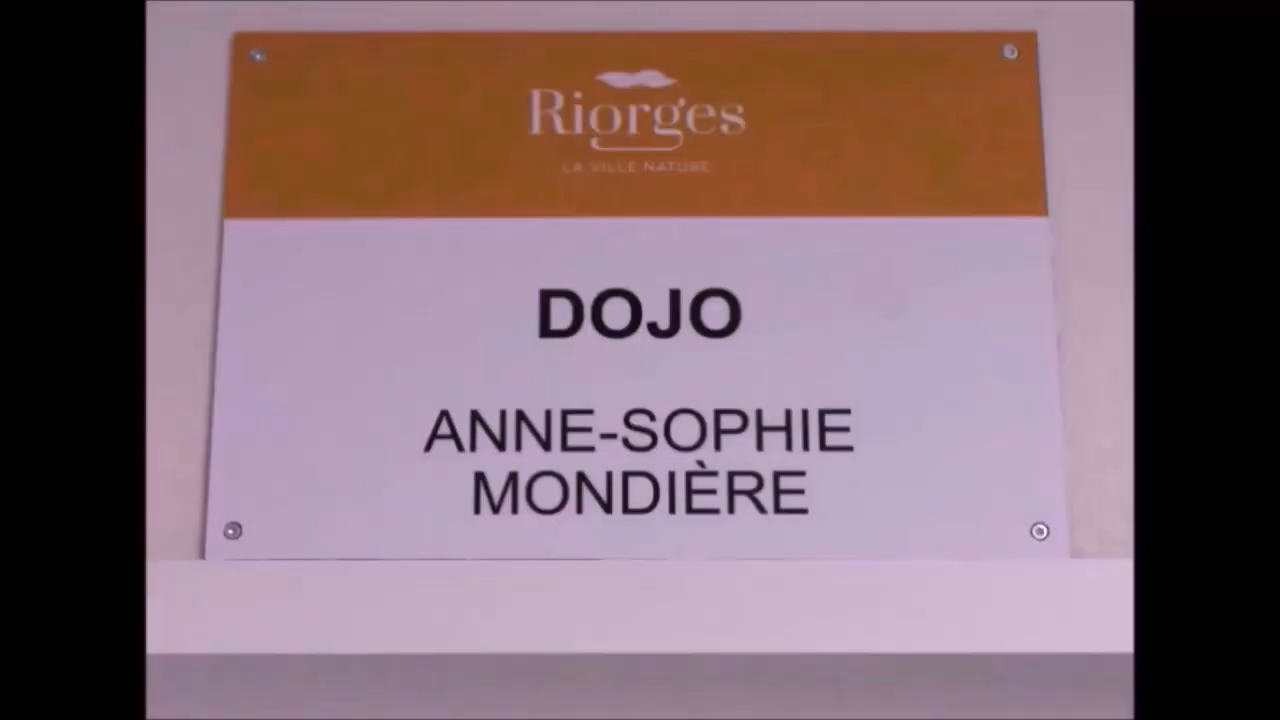 Riorges
LA VILLE NATURE
DOJO
ANNE-SOPHIE
MONDIÈRE